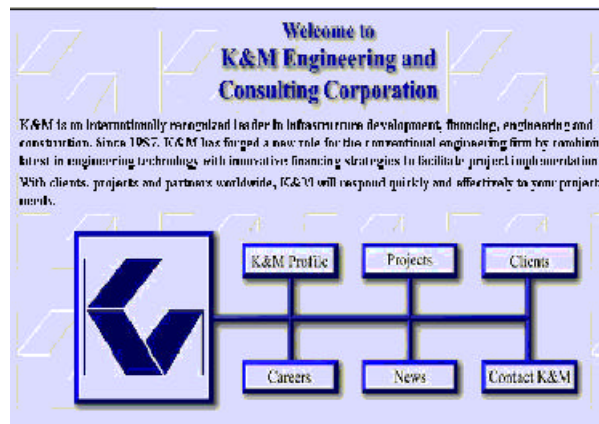 Welcome to
K&M Engineering and
Consulting Corporation
K&M is an internationally recognized leader in infrastructure development, financing, engineering and
construction. Since 1987, K&M has forged a new role for the conventional engineering firm by combinin
latest in engineering technology with innovative financing strategies to facilitate project implementation
With clients, projects and partners worldwide, K&M will respond quickly and effectively to your project
needs.
K&M Profile
Projects
Clients
Careers
News
Contact K&M